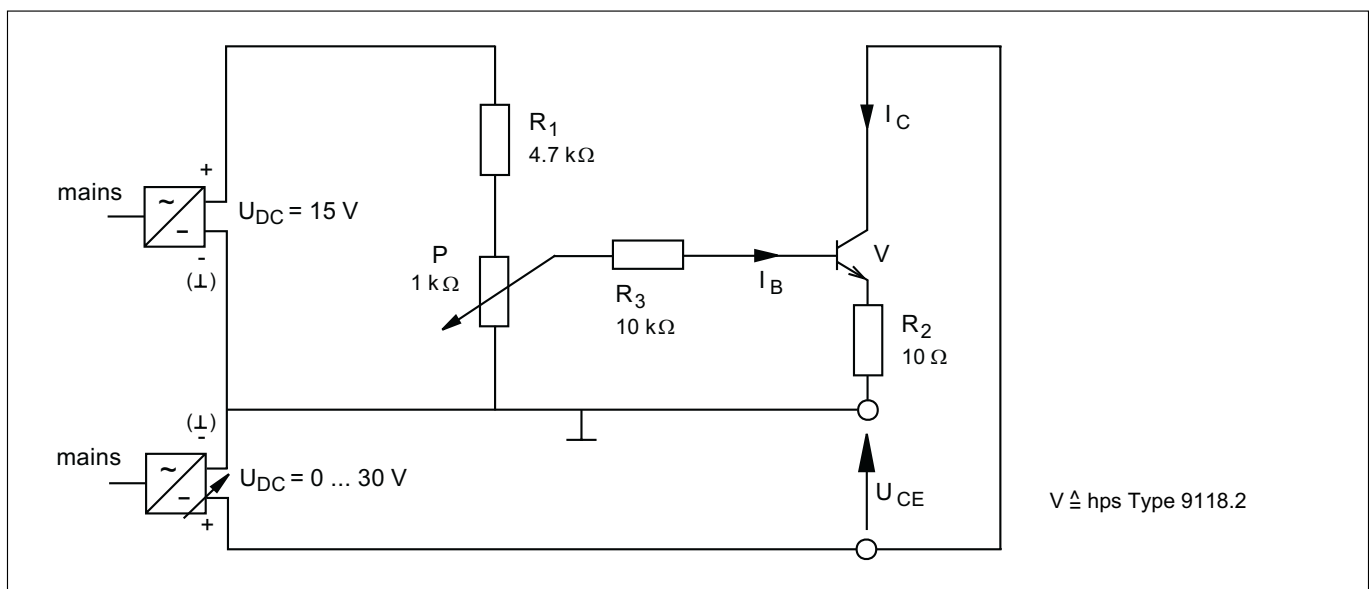 R1
4.7 kΩ
IC
mains
+
~
-
UDC = 15 V
-
(⊥)
P
1 kΩ
R3
10 kΩ
IB
V
R2
10 Ω
(⊥)
-
mains
~
-
UDC = 0 ... 30 V
+
UCE
V ≙ hps Type 9118.2